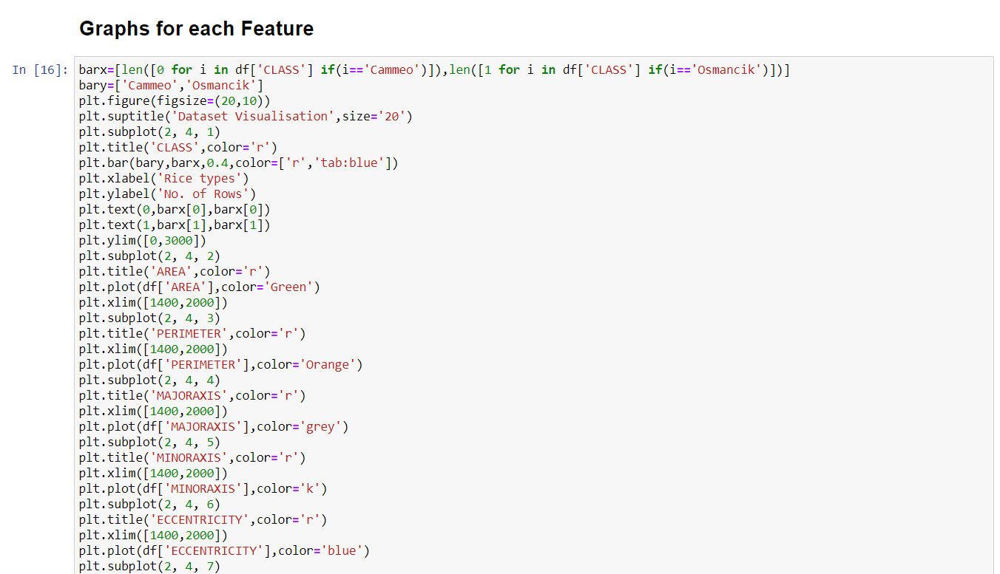 Graphs for each Feature
In [16]: barx=[len([0 for i in df['CLASS'] if(i=='Cammeo')]),len([1 for i in df['CLASS'] if(i=='Osmancik')])]
bary=['Cammeo','Osmancik']
plt.figure(figsize=(20,10))
plt.suptitle('Dataset Visualisation',size='20')
plt.subplot(2, 4, 1)
plt.title('CLASS',color='r')
plt.bar(bary,barx,0.4,color=['r','tab:blue'])
plt.xlabel('Rice types')
plt.ylabel('No. of Rows')
plt.text(0,barx[0],barx[0])
plt.text(1,barx[1],barx[1])
plt.ylim([0,3000])
plt.subplot(2, 4, 2)
plt.title('AREA',color='r')
plt.plot(df['AREA'],color='Green')
plt.xlim([1400,2000])
plt.subplot(2, 4, 3)
plt.title('PERIMETER',color='r')
plt.xlim([1400,2000])
plt.plot(df['PERIMETER'],color='Orange')
plt.subplot(2, 4, 4)
plt.title('MAJORAXIS',color='r')
plt.xlim([1400,2000])
plt.plot(df['MAJORAXIS'],color='grey')
plt.subplot(2, 4, 5)
plt.title('MINORAXIS',color='r')
plt.xlim([1400,2000])
plt.plot(df['MINORAXIS'],color='k')
plt.subplot(2, 4, 6)
plt.title('ECCENTRICITY',color='r')
plt.xlim([1400,2000])
plt.plot(df['ECCENTRICITY'],color='blue')
plt.subplot(2, 4, 7)